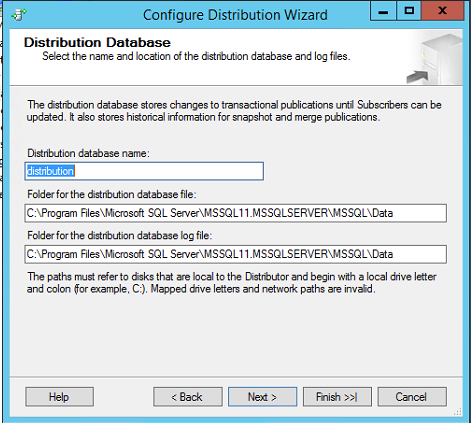 Configure Distribution Wizard
Distribution Database
Select the name and location of the distribution database and log files.
The distribution database stores changes to transactional publications until Subscribers can be
updated. It also stores historical information for snapshot and merge publications.
Distribution database name:
distribution
Folder for the distribution database file:
C:\Program Files\Microsoft SQL Server\MSSQL11.MSSQLSERVER\MSSQL\Data
Folder for the distribution database log file:
C:\Program Files\Microsoft SQL Server\MSSQL11.MSSQLSERVER\MSSQL\Data
The paths must refer to disks that are local to the Distributor and begin with a local drive letter
and colon (for example, C:). Mapped drive letters and network paths are invalid.
Help
< Back
Next >
Finish >>|
Cancel